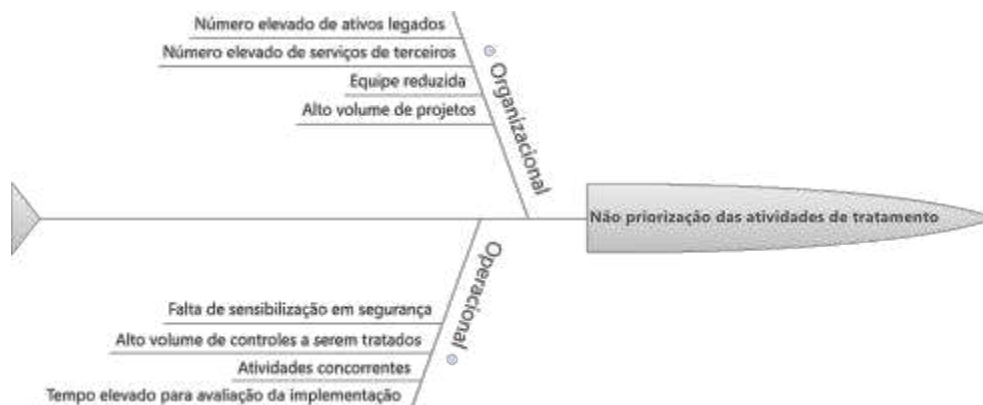 Número elevado de ativos legados
Número elevado de serviços de terceiros
Equipe reduzida
Alto volume de projetos
Organizacional
Não priorização das atividades de tratamento
Operacional
Falta de sensibilização em segurança
Alto volume de controles a serem tratados
Atividades concorrentes
Tempo elevado para avaliação da implementação